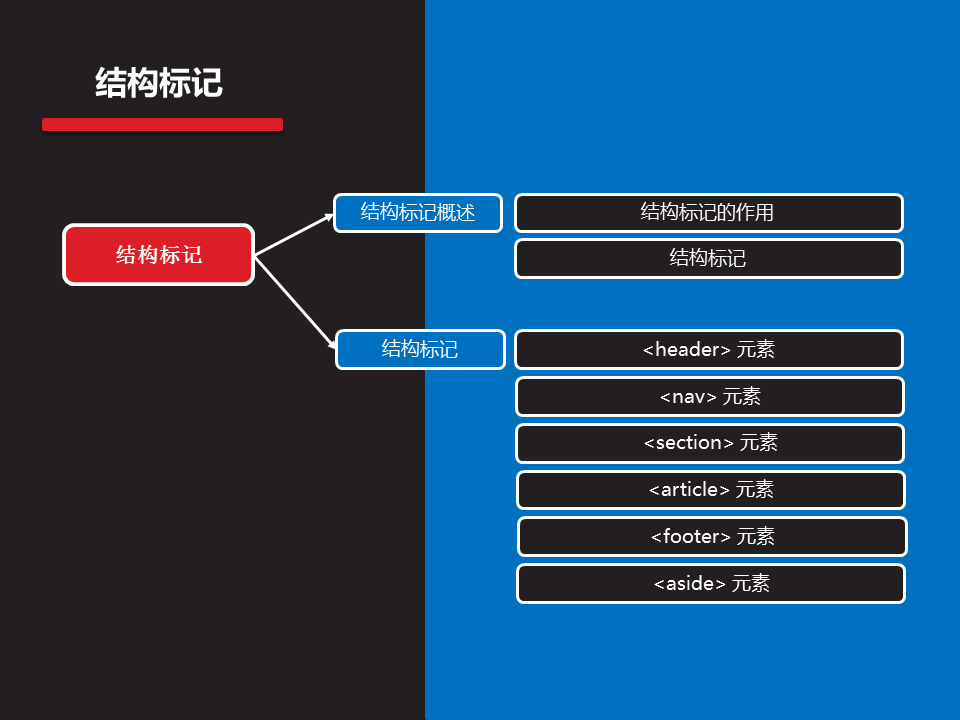 结构标记
结构标记
结构标记概述
结构标记的作用
结构标记
结构标记
<header> 元素
<nav> 元素
<section> 元素
<article> 元素
<footer> 元素
<aside> 元素